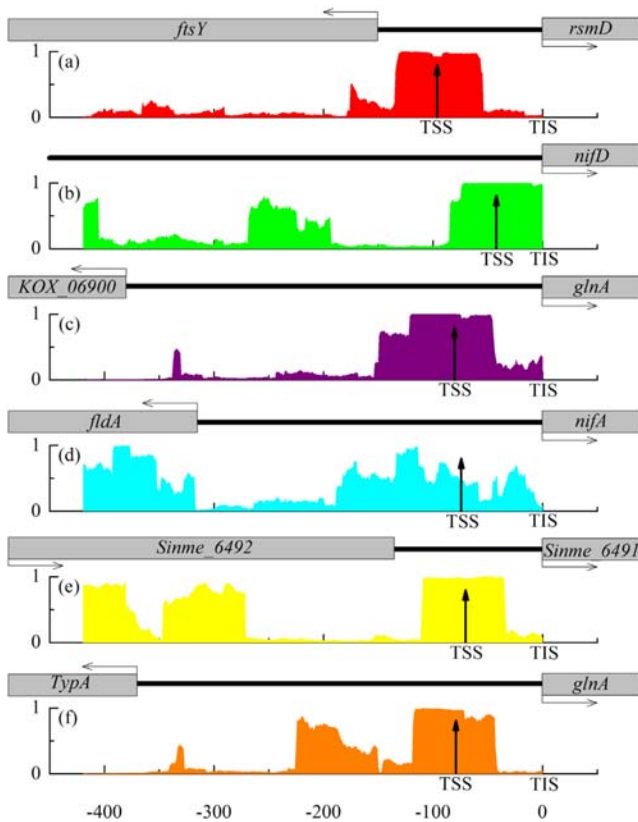 ftsY rsmD
1 (a)
0
TSS TIS
nifD
1 (b)
0
TSS TIS
KOX_06900 glnA
1 (c)
0
TSS TIS
fldA nifA
1 (d)
0
TSS TIS
Sinme_6492 Sinme_6491
1 (e)
0
TSS TIS
TypA glnA
1 (f)
0
TSS TIS
-400 -300 -200 -100 0